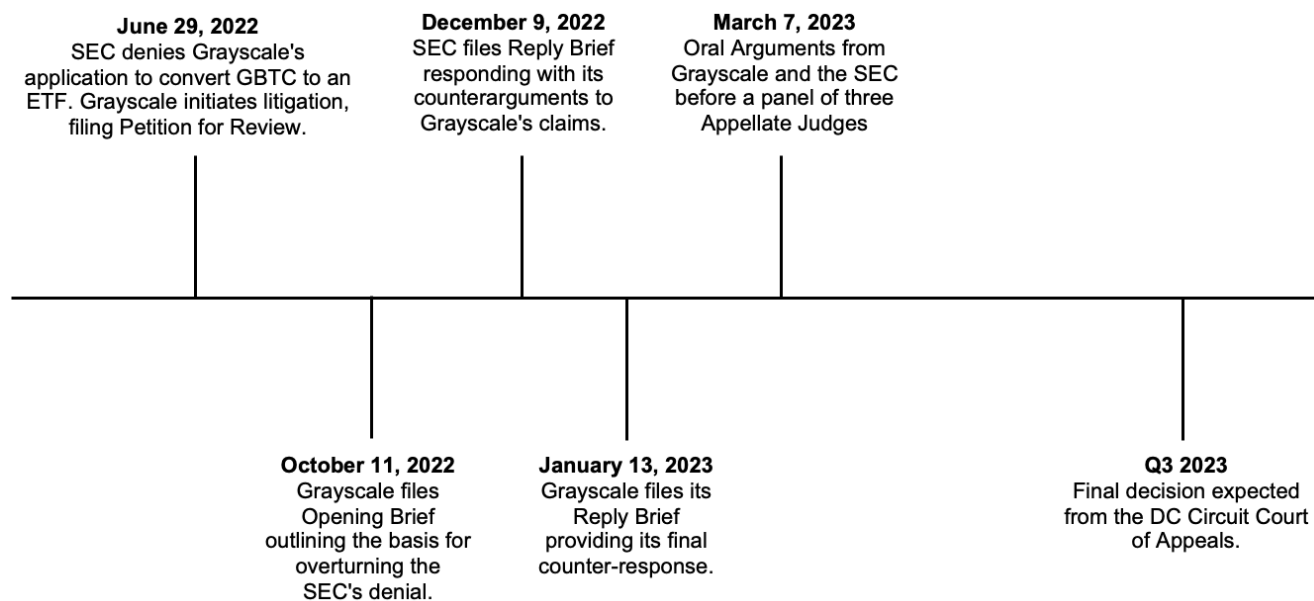 June 29, 2022
SEC denies Grayscale's
application to convert GBTC to an
ETF. Grayscale initiates litigation,
filing Petition for Review.
December 9, 2022
SEC files Reply Brief
responding with its
counterarguments to
Grayscale's claims.
March 7, 2023
Oral Arguments from
Grayscale and the SEC
before a panel of three
Appellate Judges
October 11, 2022
Grayscale files
Opening Brief
outlining the basis for
overturning the
SEC's denial.
January 13, 2023
Grayscale files its
Reply Brief
providing its final
counter-response.
Q3 2023
Final decision expected
from the DC Circuit Court
of Appeals.